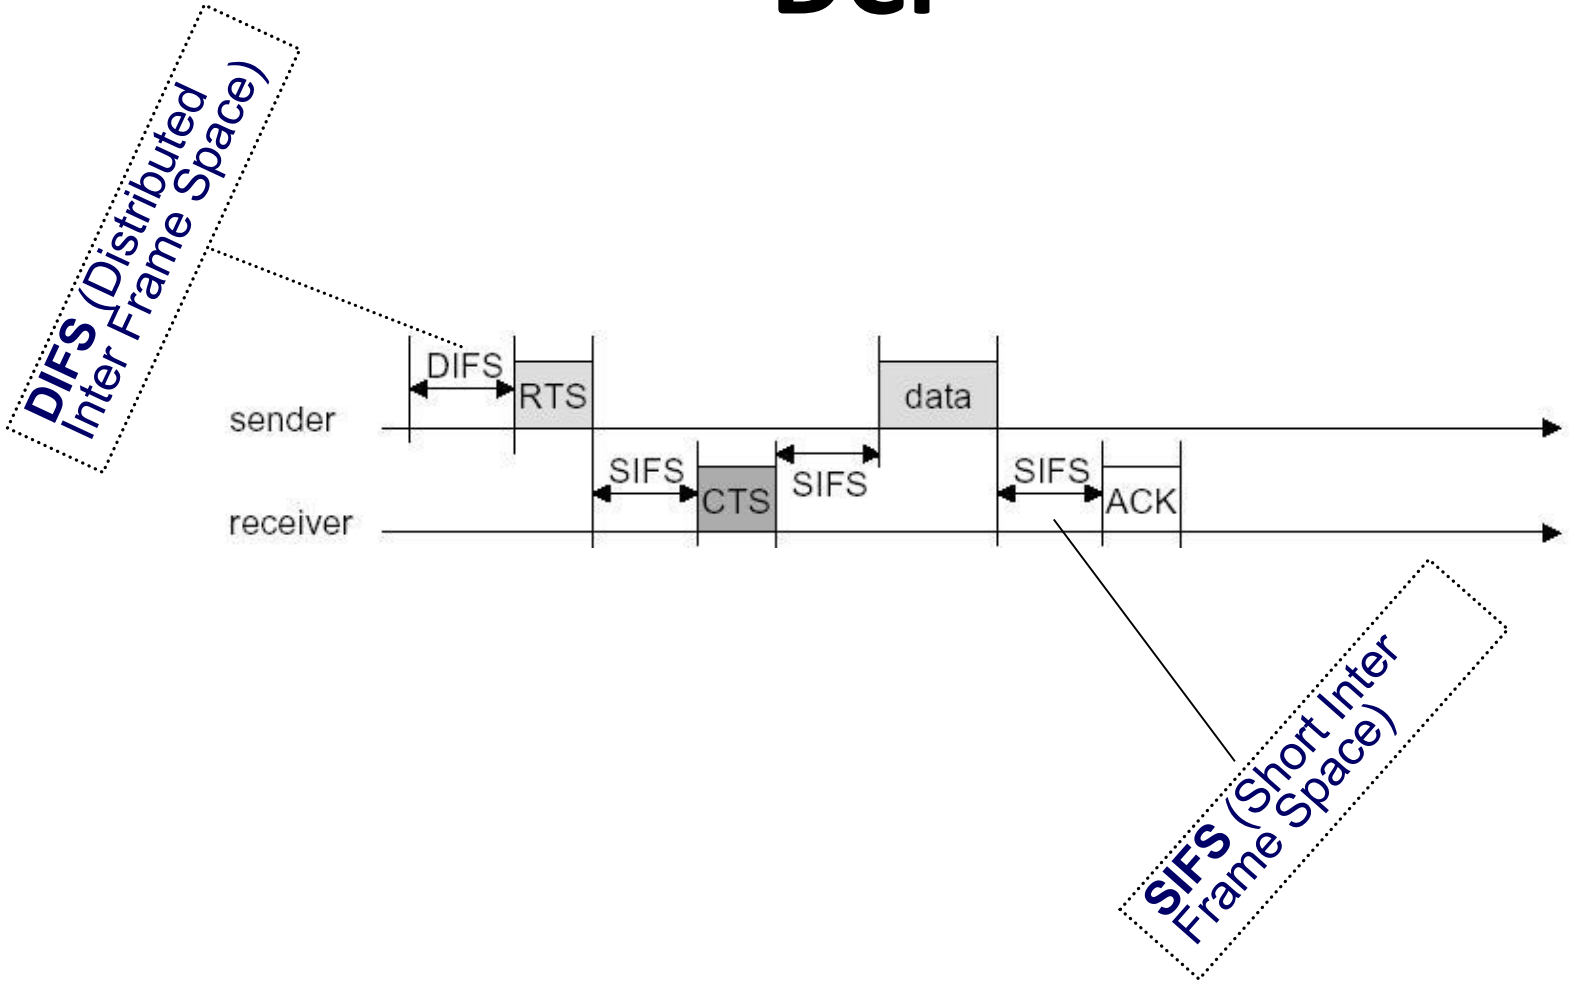 DCF
DIFS (Distributed
Inter Frame Space)
DIFS
RTS
data
sender
SIFS
CTS
SIFS
SIFS
ACK
receiver
SIFS (Short Inter
Frame Space)